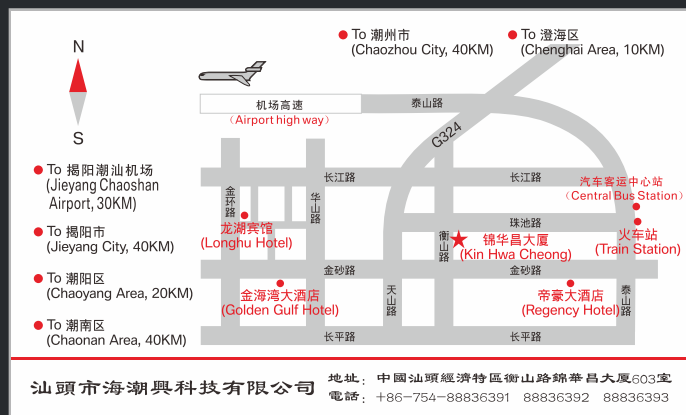 N
S
To 潮州市
(Chaozhou City, 40KM)
To 澄海区
(Chenghai Area, 10KM)
机场高速
(Airport high way)
泰山路
G324
To 揭阳潮汕机场
(Jieyang Chaoshan
Airport, 30KM)
To 揭阳市
(Jieyang City, 40KM)
To 潮阳区
(Chaoyang Area, 20KM)
To 潮南区
(Chaonan Area, 40KM)
长江路
长江路
金环路
华山路
汽车客运中心站
(Central Bus Station)
珠池路
龙湖宾馆
(Longhu Hotel)
衡山路
锦华昌大厦
(Kin Hwa Cheong)
火车站
(Train Station)
金砂路
金砂路
金海湾大酒店
(Golden Gulf Hotel)
天山路
帝豪大酒店
(Regency Hotel)
泰山路
长平路
长平路
汕頭市海潮興科技有限公司
地址: 中國汕頭經濟特區衡山路錦華昌大厦603室
電話: +86-754-88836391 88836392 88836393